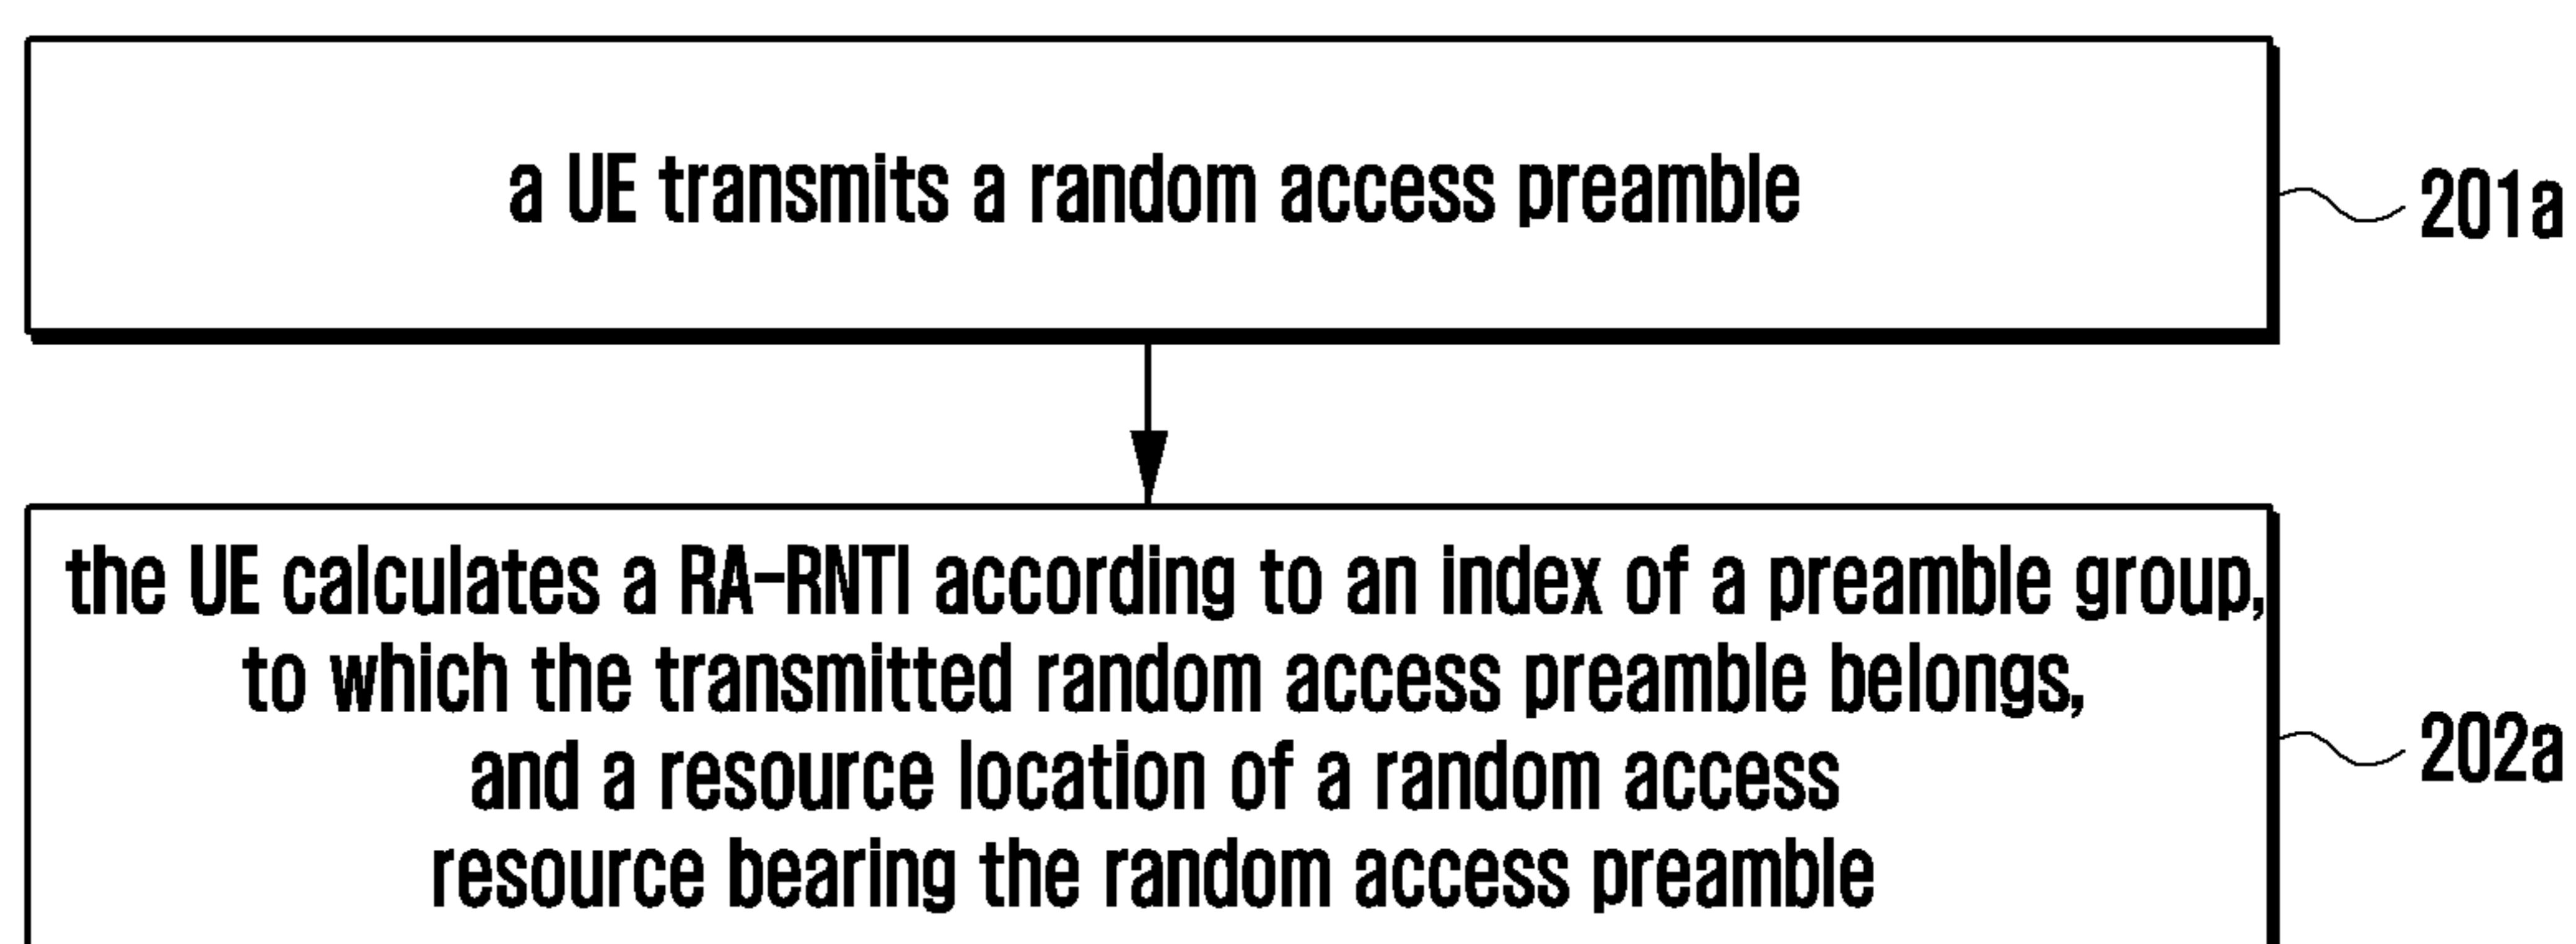 a UE transmits a random access preamble
201a
the UE calculates a RA-RNTI according to an index of a preamble group,
to which the transmitted random access preamble belongs,
and a resource location of a random access
resource bearing the random access preamble
202a